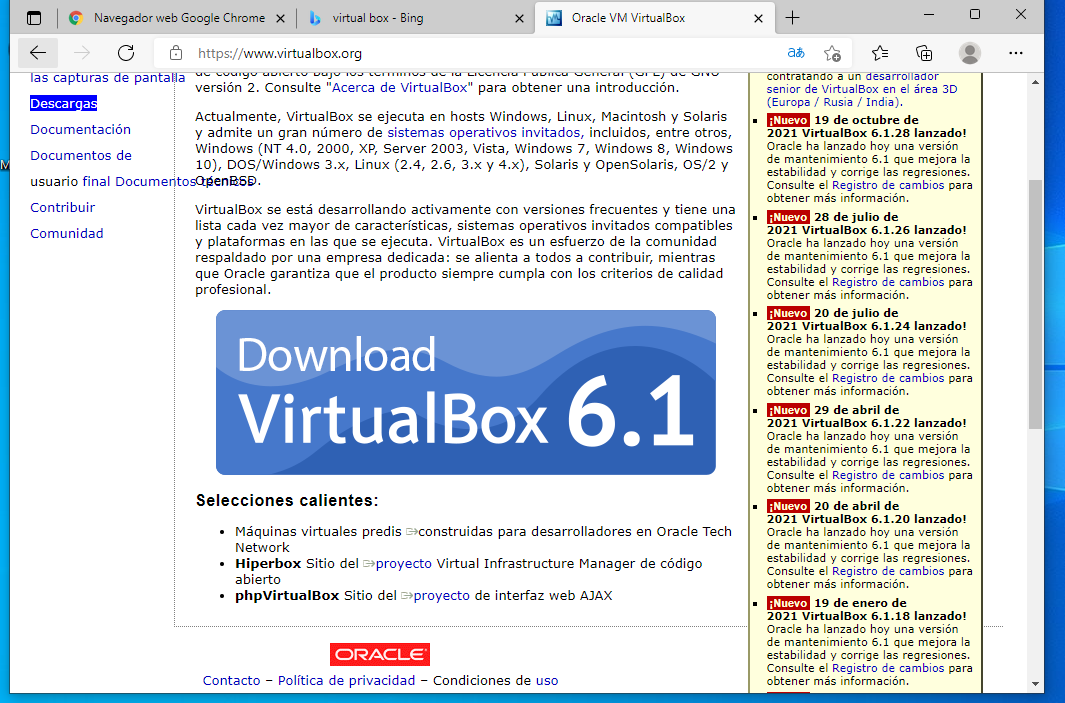 Navegador web Google Chrome
virtual box - Bing
Oracle VM VirtualBox
https://www.virtualbox.org
las capturas de pantalla
Descargas
Documentación
Documentos de
usuario final Documentos técnicos
Contribuir
Comunidad
de código abierto bajo los términos de la Licencia Pública General (GPL) de GNU
versión 2. Consulte "Acerca de VirtualBox" para obtener una introducción.
Actualmente, VirtualBox se ejecuta en hosts Windows, Linux, Macintosh y Solaris
y admite un gran número de sistemas operativos invitados, incluidos, entre otros,
Windows (NT 4.0, 2000, XP, Server 2003, Vista, Windows 7, Windows 8, Windows
10), DOS/Windows 3.x, Linux (2.4, 2.6, 3.x y 4.x), Solaris y OpenSolaris, OS/2 y
OpenBSD.
VirtualBox se está desarrollando activamente con versiones frecuentes y tiene una
lista cada vez mayor de características, sistemas operativos invitados compatibles
y plataformas en las que se ejecuta. VirtualBox es un esfuerzo de la comunidad
respaldado por una empresa dedicada: se alienta a todos a contribuir, mientras
que Oracle garantiza que el producto siempre cumpla con los criterios de calidad
profesional.
Download
VirtualBox 6.1
Selecciones calientes:
• Máquinas virtuales predis construidas para desarrolladores en Oracle Tech
Network
• Hiperbox Sitio del proyecto Virtual Infrastructure Manager de código
abierto
• phpVirtualBox Sitio del proyecto de interfaz web AJAX
ORACLE
Contacto – Política de privacidad – Condiciones de uso
contratando a un desarrollador
senior de VirtualBox en el área 3D
(Europa / Rusia / India).
¡Nuevo 19 de octubre de
2021 VirtualBox 6.1.28 lanzado!
Oracle ha lanzado hoy una versión
de mantenimiento 6.1 que mejora la
estabilidad y corrige las regresiones.
Consulte el Registro de cambios para
obtener más información.
¡Nuevo 28 de julio de
2021 VirtualBox 6.1.26 lanzado!
Oracle ha lanzado hoy una versión
de mantenimiento 6.1 que mejora la
estabilidad y corrige las regresiones.
Consulte el Registro de cambios para
obtener más información.
¡Nuevo 20 de julio de
2021 VirtualBox 6.1.24 lanzado!
Oracle ha lanzado hoy una versión
de mantenimiento 6.1 que mejora la
estabilidad y corrige las regresiones.
Consulte el Registro de cambios para
obtener más información.
¡Nuevo 29 de abril de
2021 VirtualBox 6.1.22 lanzado!
Oracle ha lanzado hoy una versión
de mantenimiento 6.1 que mejora la
estabilidad y corrige las regresiones.
Consulte el Registro de cambios para
obtener más información.
¡Nuevo 20 de abril de
2021 VirtualBox 6.1.20 lanzado!
Oracle ha lanzado hoy una versión
de mantenimiento 6.1 que mejora la
estabilidad y corrige las regresiones.
Consulte el Registro de cambios para
obtener más información.
¡Nuevo 19 de enero de
2021 VirtualBox 6.1.18 lanzado!
Oracle ha lanzado hoy una versión
de mantenimiento 6.1 que mejora la
estabilidad y corrige las regresiones.
Consulte el Registro de cambios para
obtener más información.